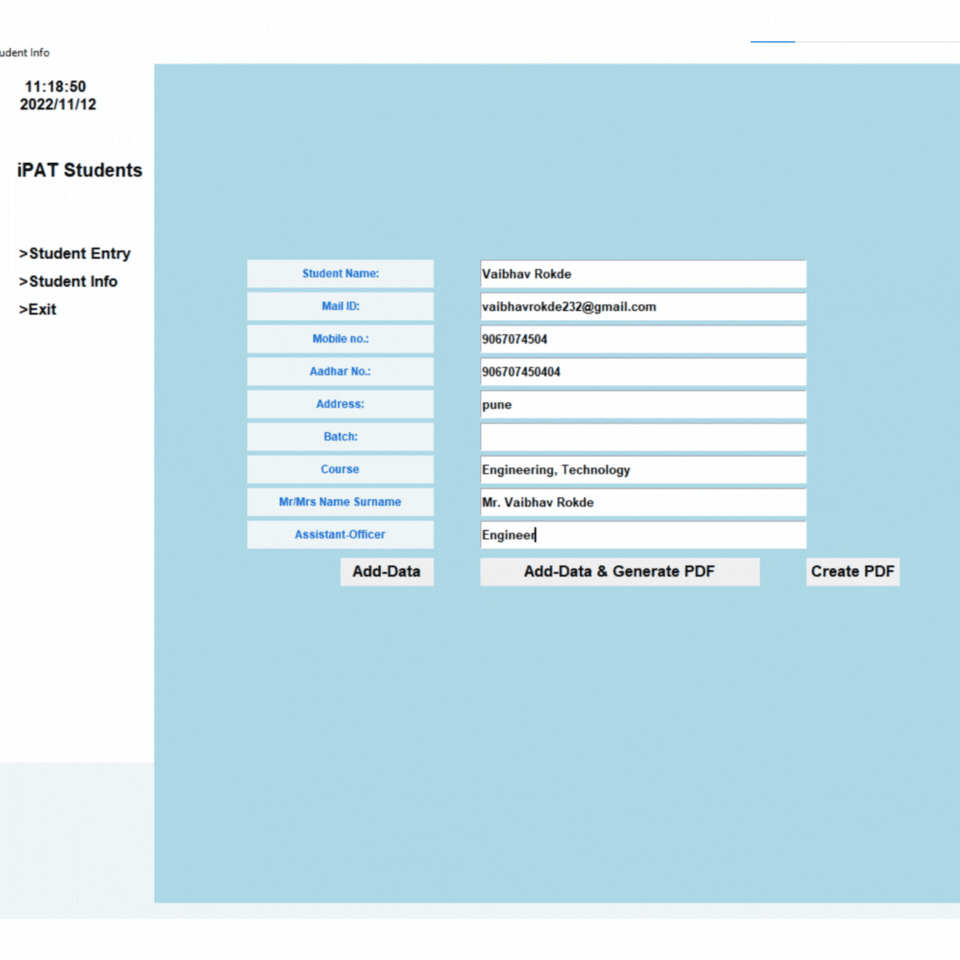 udent Info
11:18:50
2022/11/12
iPAT Students
>Student Entry
>Student Info
>Exit
Student Name: Vaibhav Rokde
Mail ID: vaibhavrokde232@gmail.com
Mobile no.: 9067074504
Aadhar No.: 906707450404
Address: pune
Batch:
Course Engineering, Technology
Mr/Mrs Name Surname Mr. Vaibhav Rokde
Assistant-Officer Engineer
Add-Data Add-Data & Generate PDF Create PDF